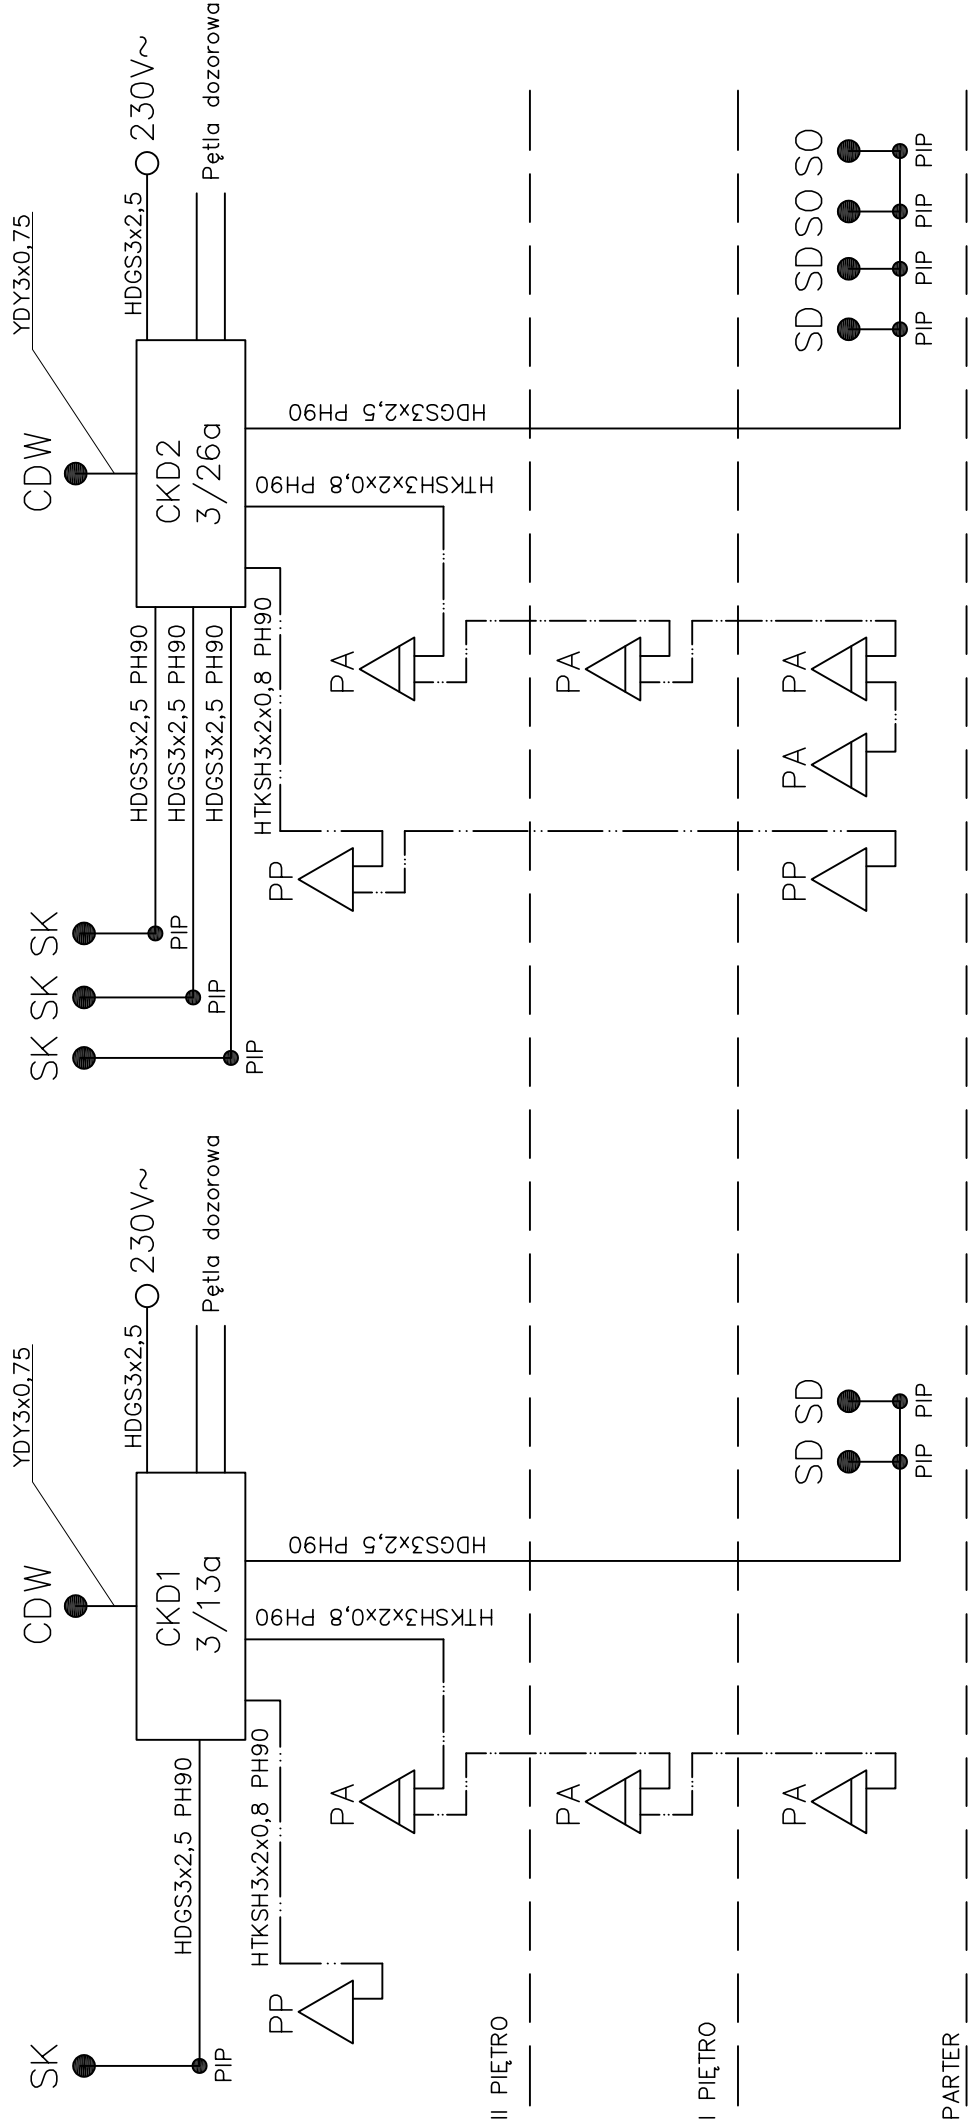 SK
PIP
HDGS3x2,5 PH90
PP
HTKSH3x2x0,8 PH90
CDW
YDY3x0,75
CKD1
3/13a
HDGS3x2,5
230V~
Pętla dozorowa
HTKSH3x2x0,8 PH90
HDGS3x2,5 PH90
PA
PA
PA
SD
SD
PIP
PIP
SK
SK
SK
PIP
PIP
PIP
HDGS3x2,5 PH90
HDGS3x2,5 PH90
HDGS3x2,5 PH90
HTKSH3x2x0,8 PH90
PP
PP
CDW
YDY3x0,75
CKD2
3/26a
HDGS3x2,5
230V~
Pętla dozorowa
HTKSH3x2x0,8 PH90
HDGS3x2,5 PH90
PA
PA
PA
PA
SD
SD
SO
SO
PIP
PIP
PIP
PIP
II PIĘTRO
I PIĘTRO
PARTER